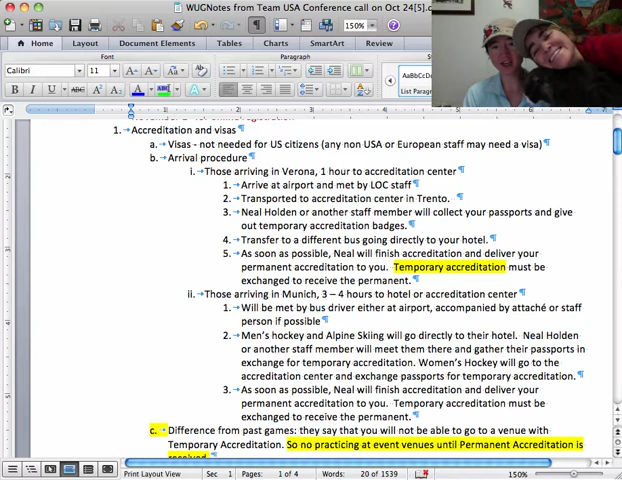 WUGNotes from Team USA Conference call on Oct 24[5].
150%
Home Layout Document Elements Tables Charts SmartArt Review
Font Paragraph
Calibri 11
List Parag
1. Accreditation and visas
a. Visas - not needed for US citizens (any non USA or European staff may need a visa)
b. Arrival procedure
i. Those arriving in Verona, 1 hour to accreditation center
1. Arrive at airport and met by LOC staff
2. Transported to accreditation center in Trento.
3. Neal Holden or another staff member will collect your passports and give
out temporary accreditation badges.
4. Transfer to a different bus going directly to your hotel.
5. As soon as possible, Neal will finish accreditation and deliver your
permanent accreditation to you. Temporary accreditation must be
exchanged to receive the permanent.
ii. Those arriving in Munich, 3 – 4 hours to hotel or accreditation center
1. Will be met by bus driver either at airport, accompanied by attaché or staff
person if possible
2. Men's hockey and Alpine Skiing will go directly to their hotel. Neal Holden
or another staff member will meet them there and gather their passports in
exchange for temporary accreditation. Women's Hockey will go to the
accreditation center and exchange passports for temporary accreditation.
3. As soon as possible, Neal will finish accreditation and deliver your
permanent accreditation to you. Temporary accreditation must be
exchanged to receive the permanent.
c. Difference from past games: they say that you will not be able to go to a venue with
Temporary Accreditation. So no practicing at event venues until Permanent Accreditation is
received.
Print Layout View Sec 1 Pages: 1 of 4 Words: 20 of 1539 150%